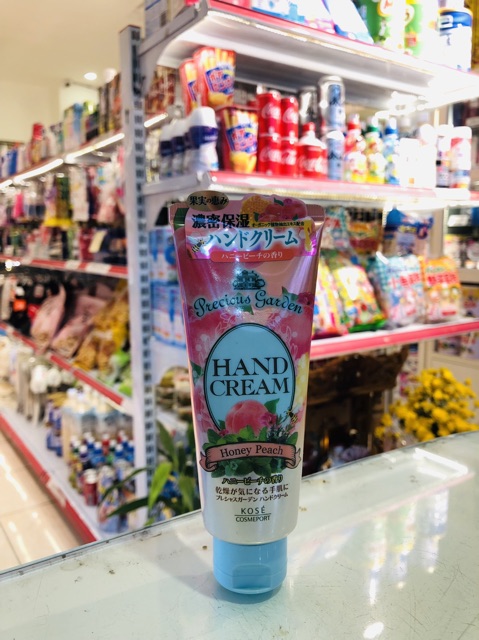 果実の恵み
濃密保湿
ハンドクリーム
ハニーピーチの香り
Precious Garden
HAND
CREAM
Honey Peach
ハニーピーチの香り
乾燥が気になる手肌に
プレシャスガーデン ハンドクリーム
KOSÉ
COSMEPORT